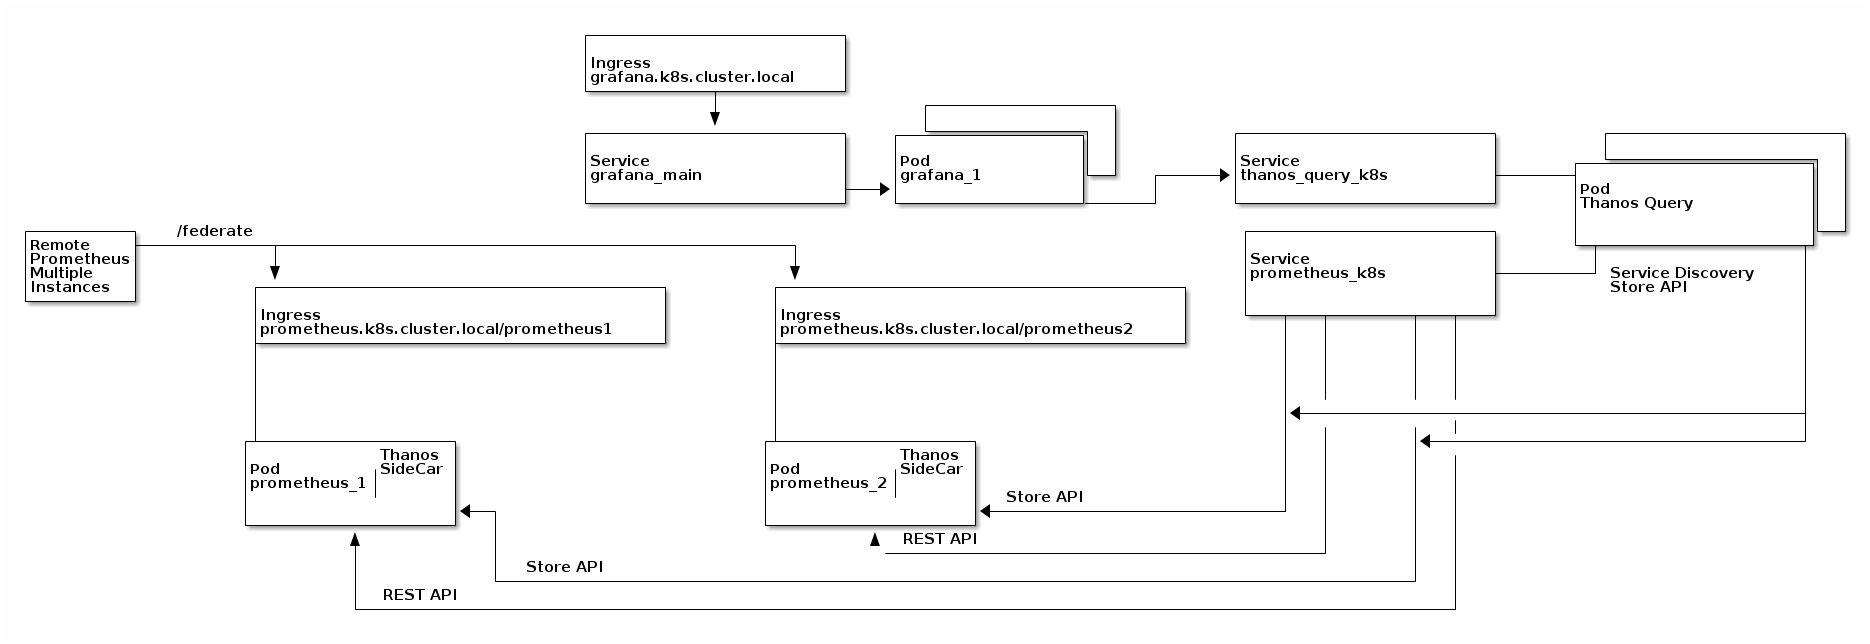 Ingress
grafana.k8s.cluster.local
Service
grafana_main
Pod
grafana_1
Service
thanos_query_k8s
Pod
Thanos Query
/federate
Remote
Prometheus
Multiple
Instances
Service
prometheus_k8s
Service Discovery
Store API
Ingress
prometheus.k8s.cluster.local/prometheus1
Ingress
prometheus.k8s.cluster.local/prometheus2
Pod
prometheus_1
Thanos
SideCar
Pod
prometheus_2
Thanos
SideCar
Store API
REST API
Store API
REST API